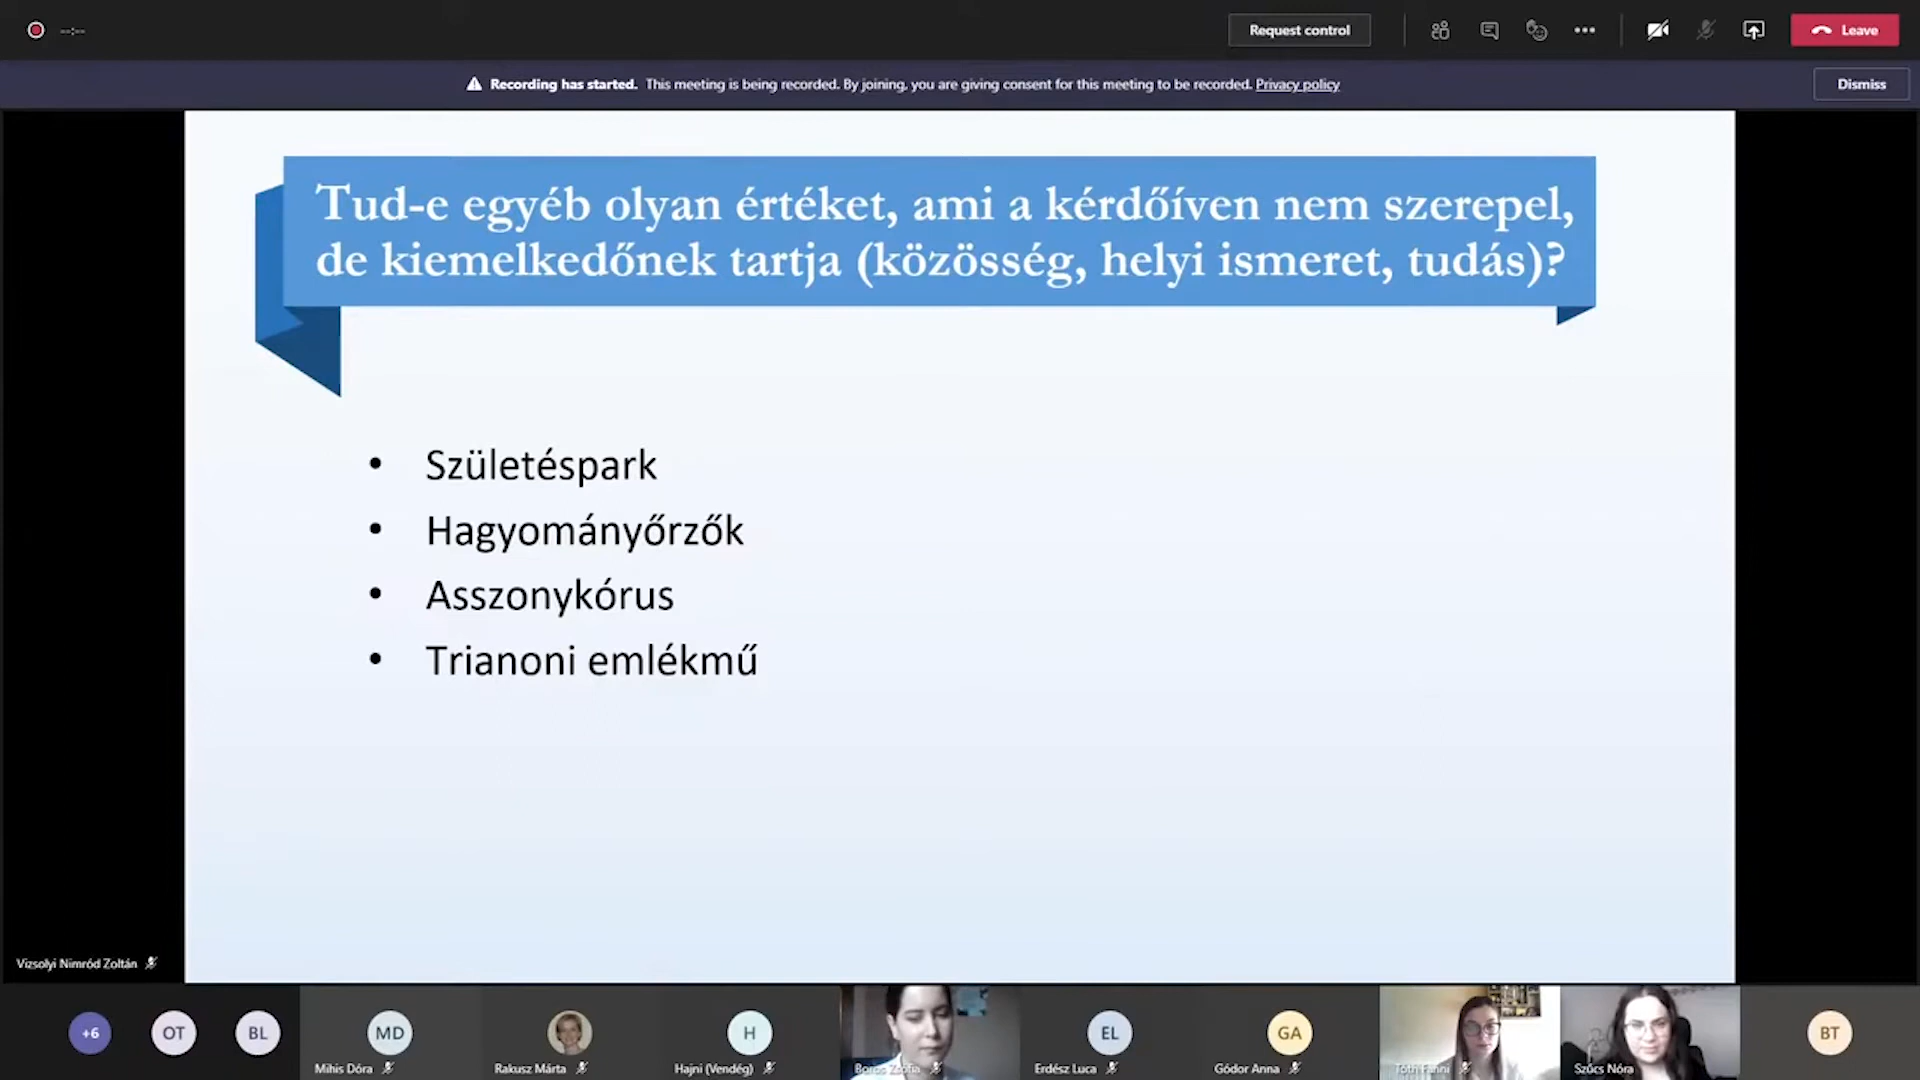 --:--
Request control
Leave
Recording has started. This meeting is being recorded. By joining, you are giving consent for this meeting to be recorded. Privacy policy
Dismiss
Tud-e egyéb olyan értéket, ami a kérdőíven nem szerepel,
de kiemelkedőnek tartja (közösség, helyi ismeret, tudás)?
• Születéspark
• Hagyományőrzők
• Asszonykórus
• Trianoni emlékmű
Vizsolyi Nimród Zoltán
+6
OT
BL
MD
H
EL
GA
BT
Mihis Dóra
Rakusz Márta
Hajni (Vendég)
Boros Zsófia
Erdész Luca
Gódor Anna
Tóth Fanni
Szűcs Nóra